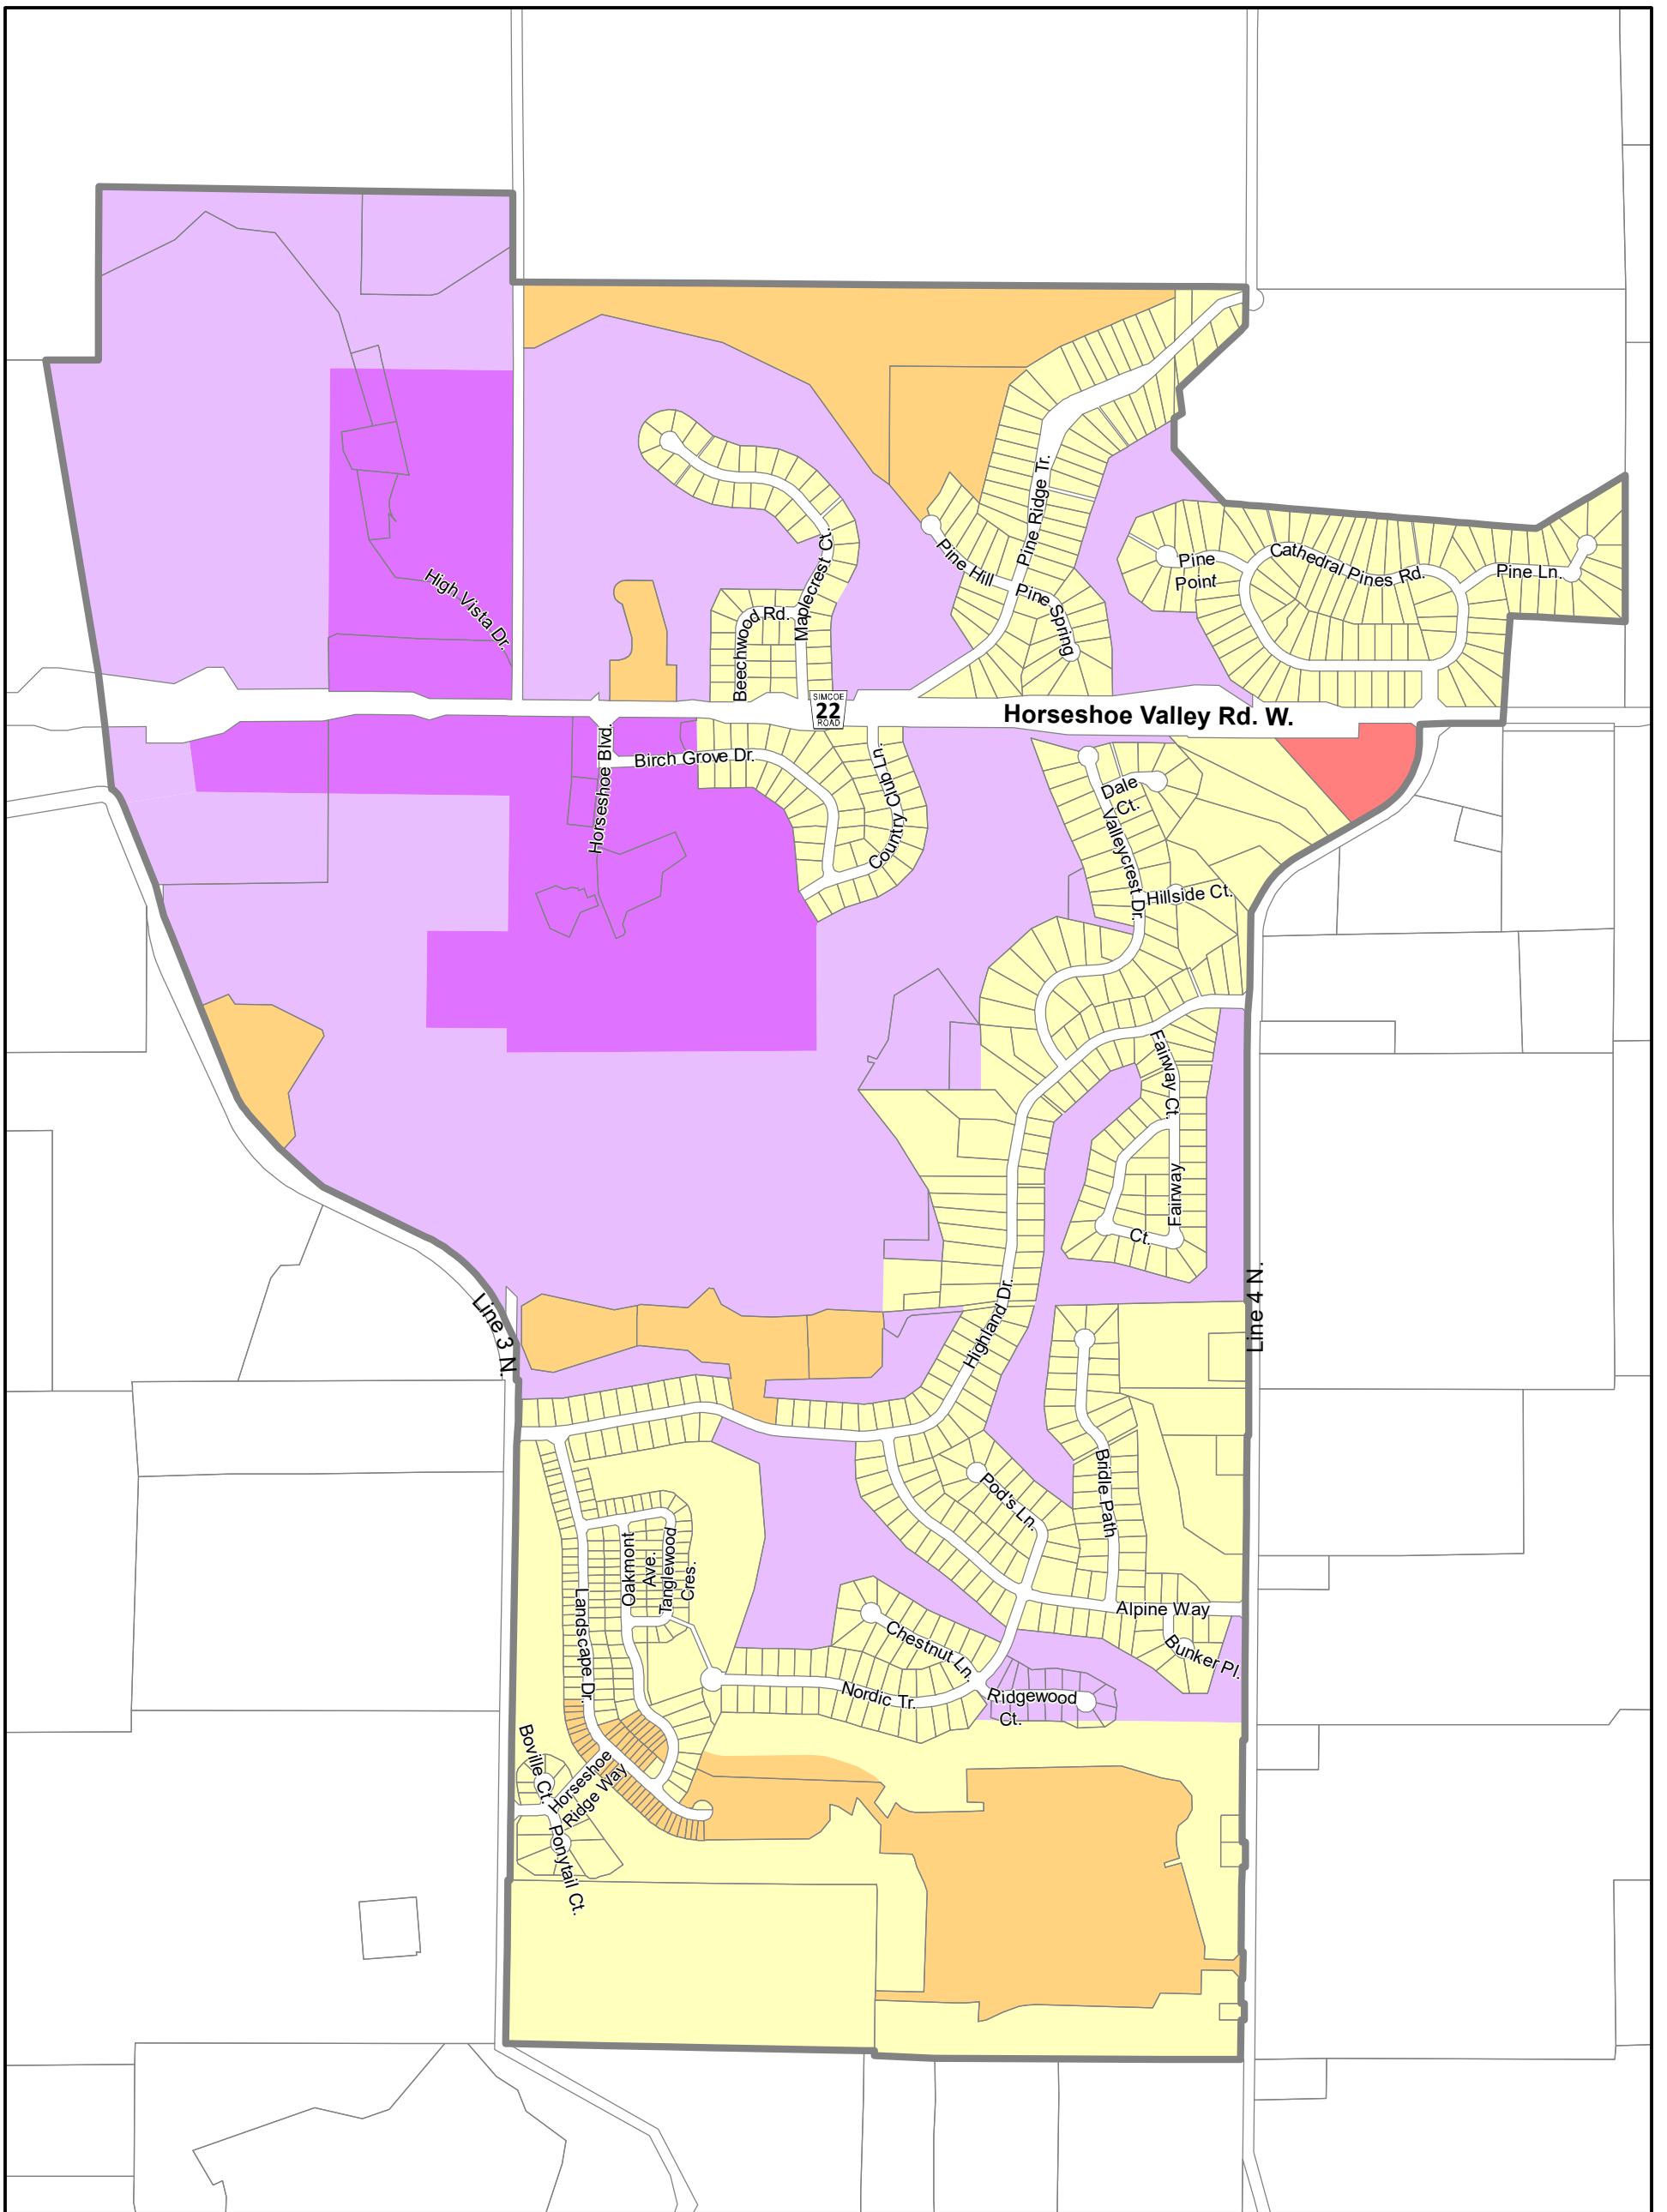 High Vista Dr.
Maplecrest Ct.
Beechwood Rd.
Pine Ridge Tr.
Pine Hill
Pine Spring
Pine
Point
Cathedral Pines Rd.
Pine Ln.
SIMCOE
22
ROAD
Horseshoe Valley Rd. W.
Horseshoe Blvd.
Birch Grove Dr.
Country Club Ln.
Dale
Ct.
Valleycrest Dr.
Hillside Ct.
Fairway Ct.
Fairway
Ct.
Line 3 N.
Line 4 N.
Highland Dr.
Bridle Path
Pod's Ln.
Oakmont
Ave.
Tanglewood
Cres.
Landscape Dr.
Alpine Way
Bunker Pl.
Chestnut Ln.
Nordic Tr.
Ridgewood
Ct.
Boville Ct.
Horseshoe
Ridge Way
Ponytail Ct.